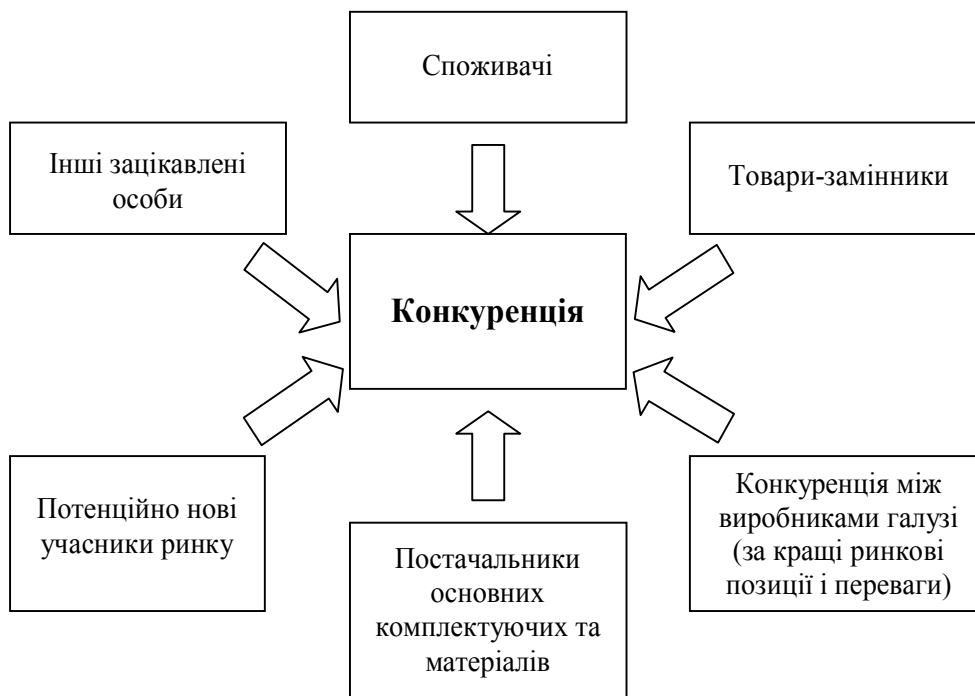 Споживачі
Інші зацікавлені
особи
Товари-замінники
Конкуренція
Потенційно нові
учасники ринку
Постачальники
основних
комплектуючих та
матеріалів
Конкуренція між
виробниками галузі
(за кращі ринкові
позиції і переваги)